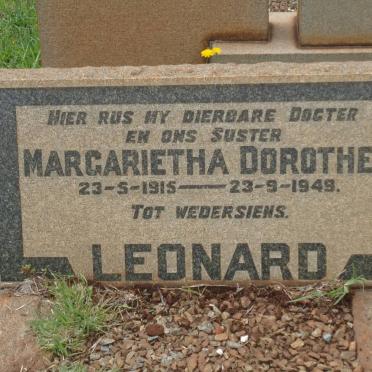 HIER RUS MY DIERBARE DOGTER
EN ONS SUSTER
MARGARIETHA DOROTHE
23-5-1915 — 23-9-1949.
TOT WEDERSIENS.
LEONARD